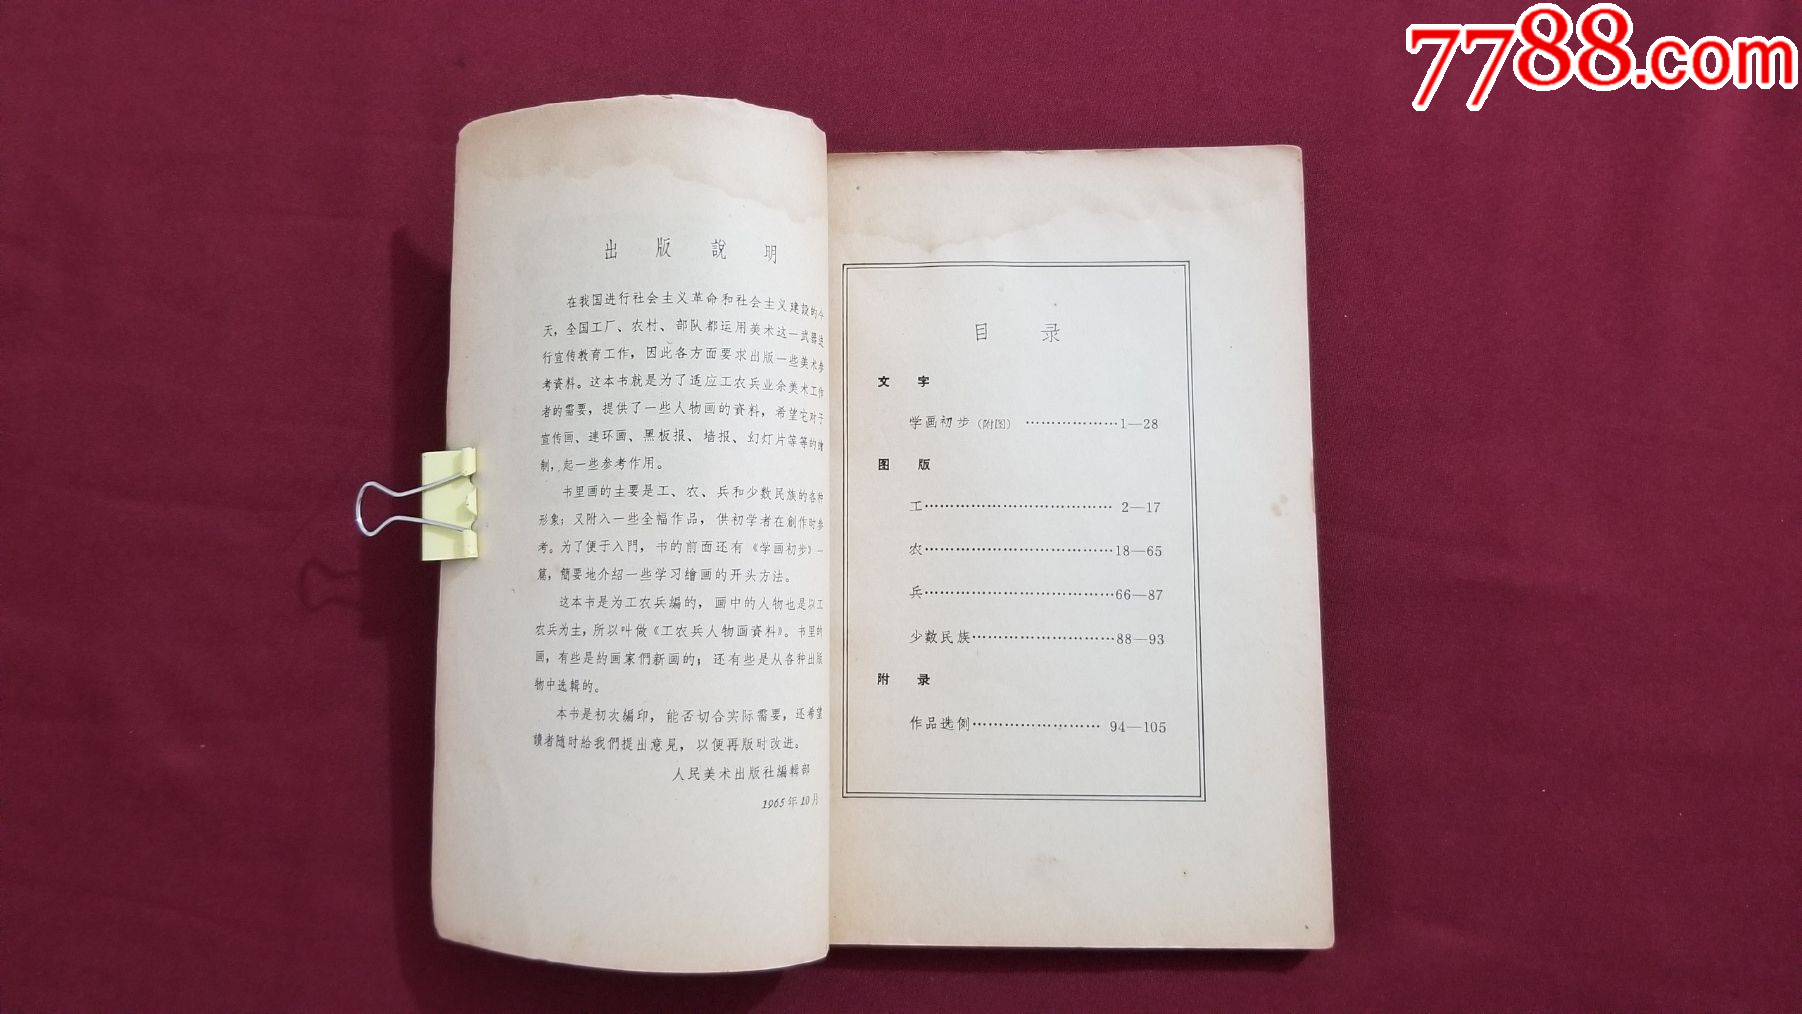 7788.com
出版說明
在我国进行社会主义革命和社会主义建設的今
天，全国工厂、农村、部队都运用美术这一武器进
行宣传教育工作，因此各方面要求出版一些美术参
考資料。这本书就是为了适应工农兵业余美术工作
者的需要，提供了一些人物画的資料，希望它对于
宣传画、連环画、黑板报、墙报、幻灯片等等的繪
制，起一些参考作用。
书里画的主要是工、农、兵和少数民族的各种
形象；又附入一些全幅作品，供初学者在創作时参
考。为了便于入門，书的前面还有《学画初步》一
篇，簡要地介紹一些学习繪画的开头方法。
这本书是为工农兵編的，画中的人物也是以工
农兵为主，所以叫做《工农兵人物画資料》。书里的
画，有些是約画家們新画的；还有些是从各种出版
物中选輯的。
本书是初次編印，能否切合实际需要，还希望
讀者随时給我們提出意見，以便再版时改进。
人民美术出版社編輯部
1965年10月
目录
文字
学画初步（附图）………………1—28
图版
工………………………………2—17
农………………………………18—65
兵………………………………66—87
少数民族………………………88—93
附录
作品选例……………………94—105